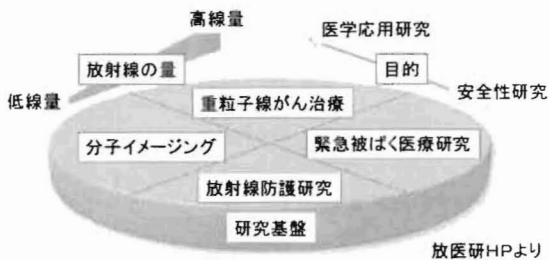 高線量
医学応用研究
放射線の量
目的
低線量
安全性研究
重粒子線がん治療
分子イメージング
緊急被ばく医療研究
放射線防護研究
研究基盤
放医研HPより